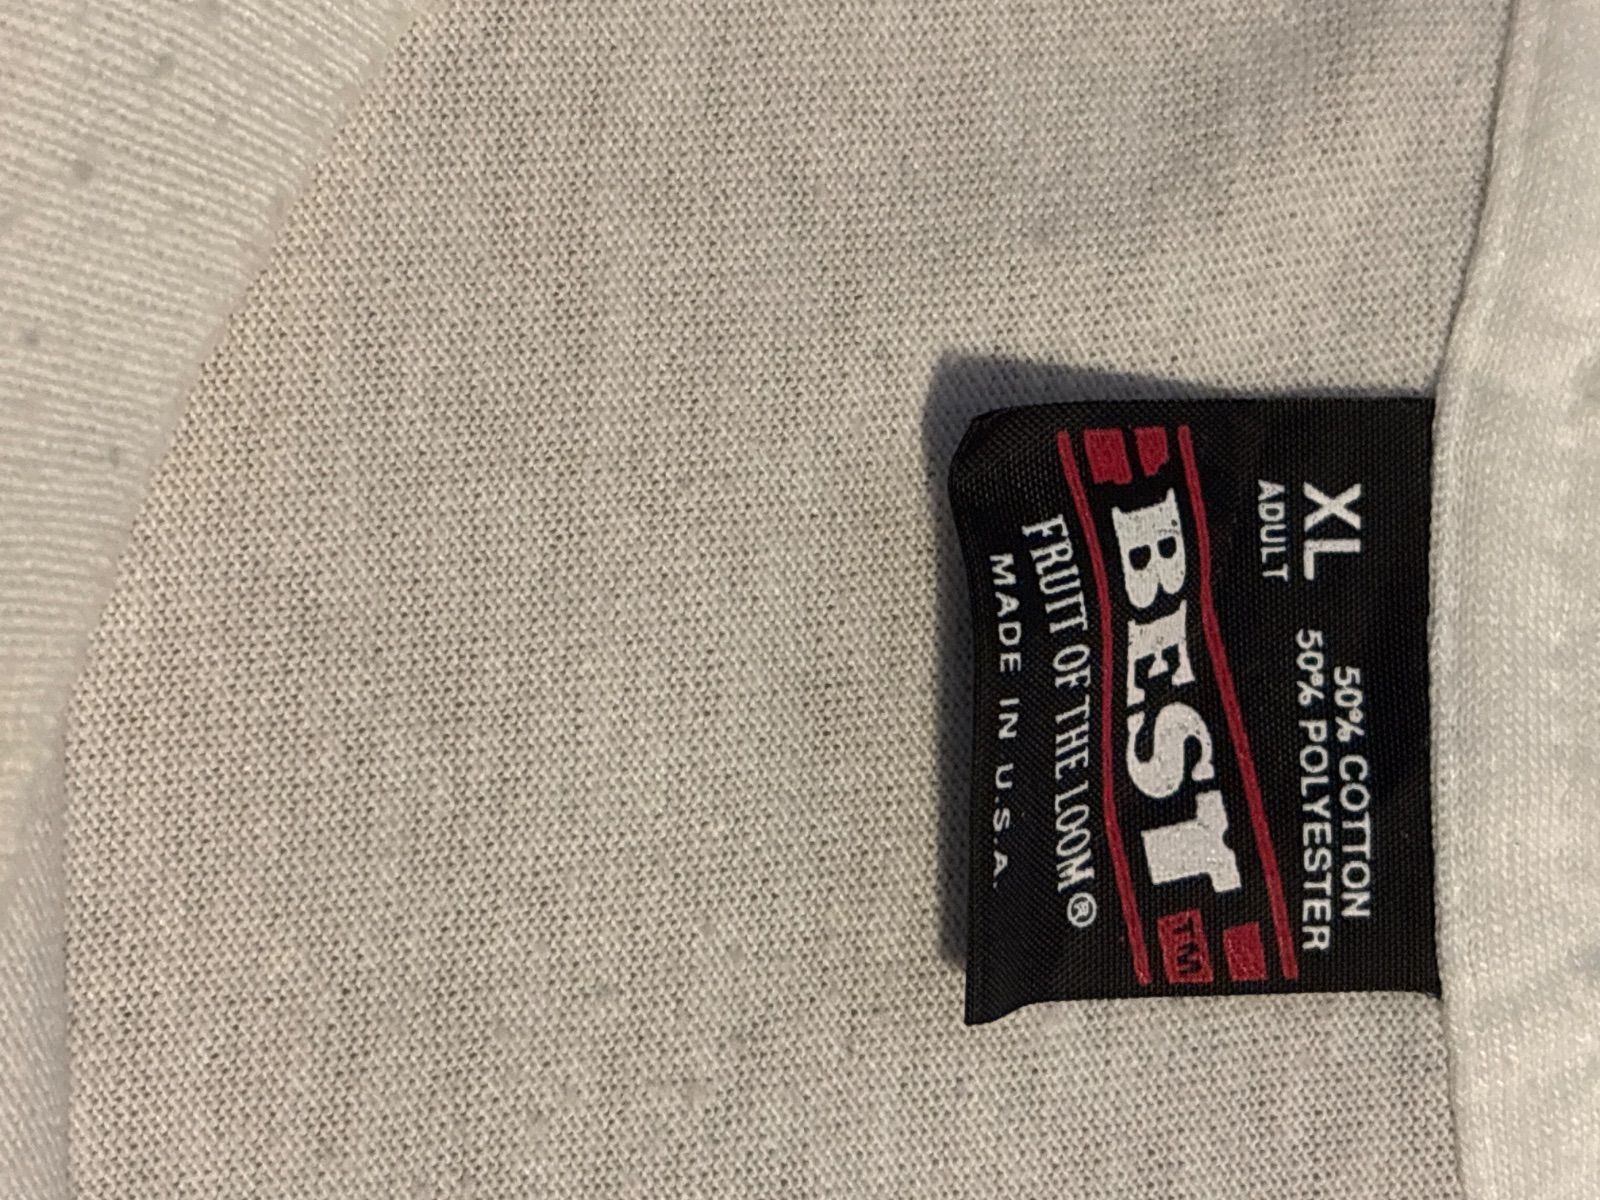 XL
ADULT
50% COTTON
50% POLYESTER
BEST
TM
FRUIT OF THE LOOM®
MADE IN U.S.A.